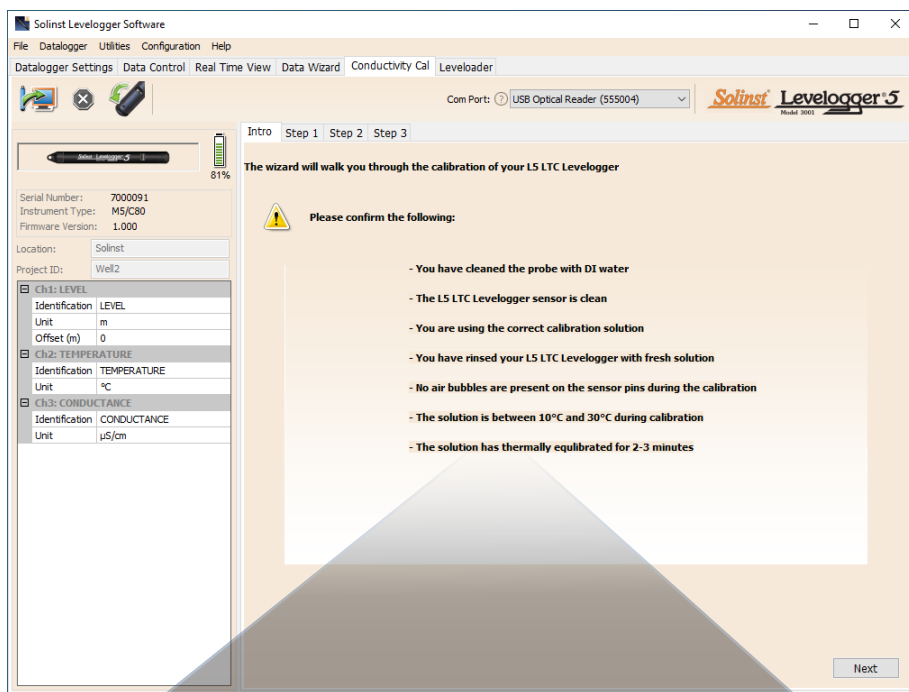 Solinst Levelogger Software
File Datalogger Utilities Configuration Help
Datalogger Settings Data Control Real Time View Data Wizard Conductivity Cal Leveloader
Com Port: ? USB Optical Reader (555004)
Solinst Levelogger 5
Model 3001
Intro Step 1 Step 2 Step 3
Solinst Levelogger 5
81%
The wizard will walk you through the calibration of your L5 LTC Levelogger
Serial Number: 7000091
Instrument Type: M5/C80
Firmware Version: 1.000
Please confirm the following:
Location: Solinst
Project ID: Well2
Ch1: LEVEL
Identification LEVEL
Unit m
Offset (m) 0
Ch2: TEMPERATURE
Identification TEMPERATURE
Unit °C
Ch3: CONDUCTANCE
Identification CONDUCTANCE
Unit µS/cm
- You have cleaned the probe with DI water
- The L5 LTC Levelogger sensor is clean
- You are using the correct calibration solution
- You have rinsed your L5 LTC Levelogger with fresh solution
- No air bubbles are present on the sensor pins during the calibration
- The solution is between 10°C and 30°C during calibration
- The solution has thermally equlibrated for 2-3 minutes
Next